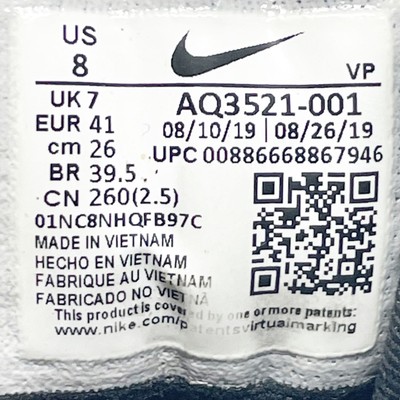 US
8
VP
UK 7
EUR 41
cm 26
BR 39.5
CN 260(2.5)
01NC8NHQFB97C
AQ3521-001
08/10/19 | 08/26/19
UPC 00886668867946
MADE IN VIETNAM
HECHO EN VIETNAM
FABRIQUE AU VIETNAM
FABRICADO NO VIETNÃ
This product is covered by one or more patents:
www.nike.com/patentsvirtualmarking